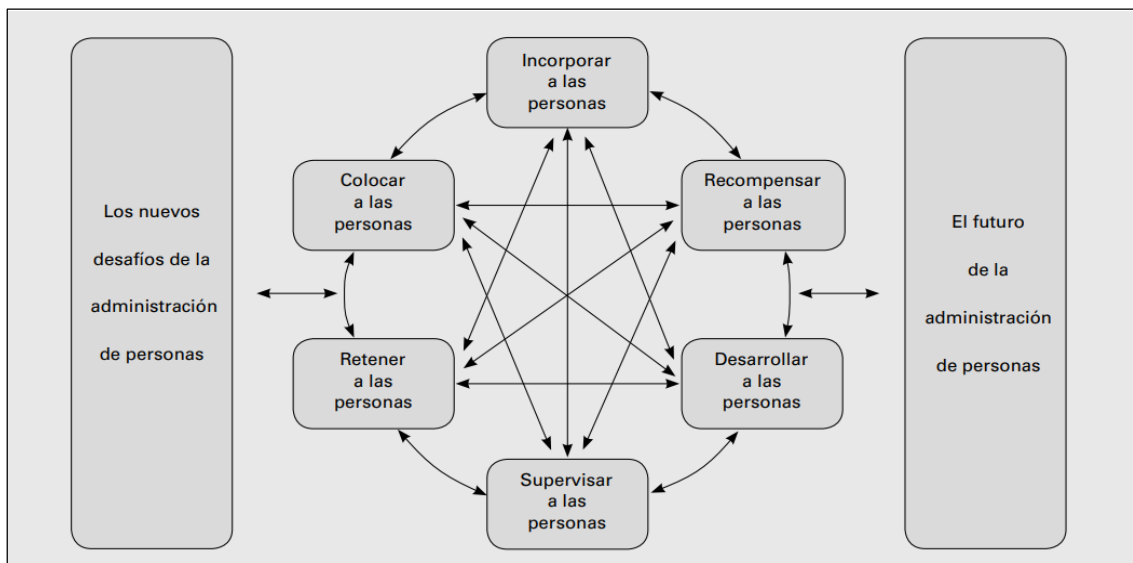 Los nuevos
desafíos de la
administración
de personas
Incorporar
a las
personas
Colocar
a las
personas
Recompensar
a las
personas
Retener
a las
personas
Desarrollar
a las
personas
Supervisar
a las
personas
El futuro
de la
administración
de personas